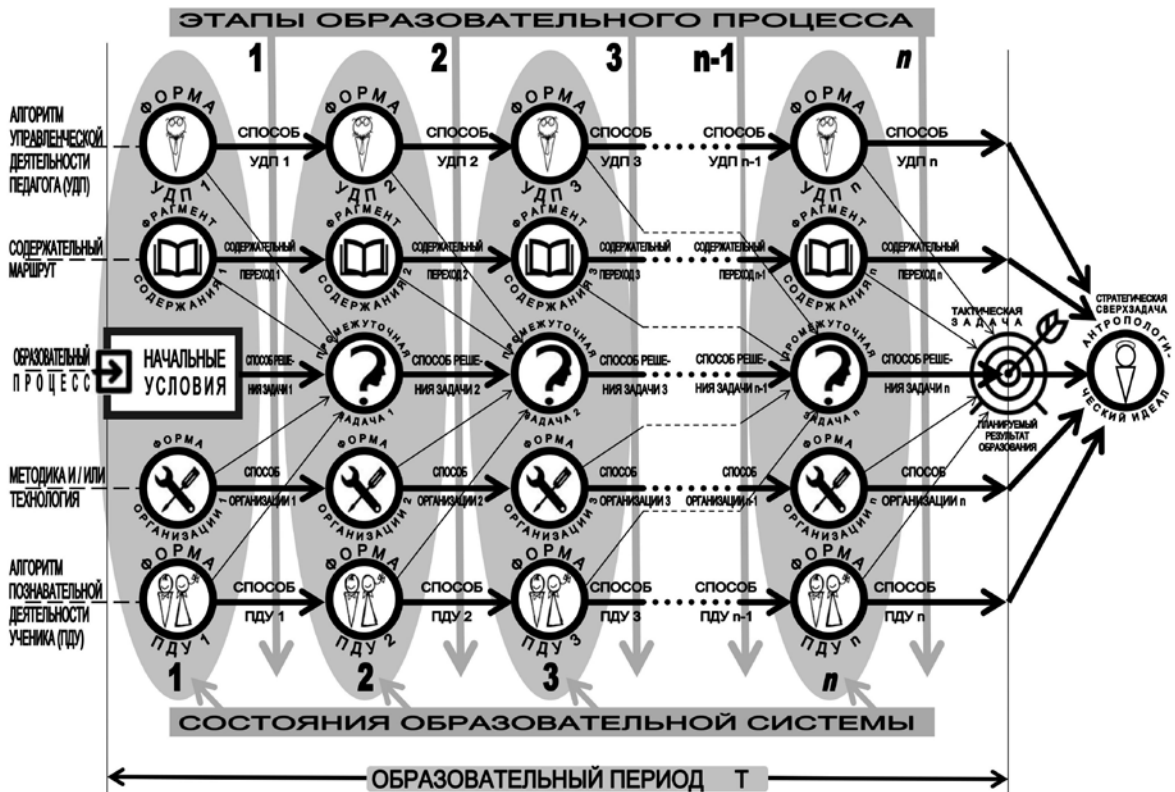 ЭТАПЫ ОБРАЗОВАТЕЛЬНОГО ПРОЦЕССА
1 2 3 n-1 n
АЛГОРИТМ
УПРАВЛЕНЧЕСКОЙ
ДЕЯТЕЛЬНОСТИ
ПЕДАГОГА (УДП)
ФОРМА
УДП 1
СПОСОБ
УДП 1
ФОРМА
УДП 2
СПОСОБ
УДП 2
ФОРМА
УДП 3
СПОСОБ
УДП 3
СПОСОБ
УДП n-1
ФОРМА
УДП n
СПОСОБ
УДП n
СОДЕРЖАТЕЛЬНЫЙ
МАРШРУТ
ФРАГМЕНТ
СОДЕРЖАНИЯ 1
СОДЕРЖАТЕЛЬНЫЙ
ПЕРЕХОД 1
ФРАГМЕНТ
СОДЕРЖАНИЯ 2
СОДЕРЖАТЕЛЬНЫЙ
ПЕРЕХОД 2
ФРАГМЕНТ
СОДЕРЖАНИЯ 3
СОДЕРЖАТЕЛЬНЫЙ
ПЕРЕХОД 3
СОДЕРЖАТЕЛЬНЫЙ
ПЕРЕХОД n-1
ФРАГМЕНТ
СОДЕРЖАНИЯ n
СОДЕРЖАТЕЛЬНЫЙ
ПЕРЕХОД n
ОБРАЗОВАТЕЛЬНЫЙ
ПРОЦЕСС
НАЧАЛЬНЫЕ
УСЛОВИЯ
СПОСОБ РЕШЕ-
НИЯ ЗАДАЧИ 1
ПРОМЕЖУТОЧНАЯ
ЗАДАЧА 1
СПОСОБ РЕШЕ-
НИЯ ЗАДАЧИ 2
ПРОМЕЖУТОЧНАЯ
ЗАДАЧА 2
СПОСОБ РЕШЕ-
НИЯ ЗАДАЧИ 3
СПОСОБ РЕШЕ-
НИЯ ЗАДАЧИ n-1
ПРОМЕЖУТОЧНАЯ
ЗАДАЧА n
СПОСОБ РЕШЕ-
НИЯ ЗАДАЧИ n
ТАКТИЧЕСКАЯ
ЗАДАЧА
ПЛАНИРУЕМЫЙ
РЕЗУЛЬТАТ
ОБРАЗОВАНИЯ
СТРАТЕГИЧЕСКАЯ
СВЕРХЗАДАЧА
АНТРОПОЛОГИ-
ЧЕСКИЙ ИДЕАЛ
МЕТОДИКА И / ИЛИ
ТЕХНОЛОГИЯ
ФОРМА
ОРГАНИЗАЦИИ 1
СПОСОБ
ОРГАНИЗАЦИИ 1
ФОРМА
ОРГАНИЗАЦИИ 2
СПОСОБ
ОРГАНИЗАЦИИ 2
ФОРМА
ОРГАНИЗАЦИИ 3
СПОСОБ
ОРГАНИЗАЦИИ 3
СПОСОБ
ОРГАНИЗАЦИИ n-1
ФОРМА
ОРГАНИЗАЦИИ n
СПОСОБ
ОРГАНИЗАЦИИ n
АЛГОРИТМ
ПОЗНАВАТЕЛЬНОЙ
ДЕЯТЕЛЬНОСТИ
УЧЕНИКА (ПДУ)
ФОРМА
ПДУ 1
СПОСОБ
ПДУ 1
ФОРМА
ПДУ 2
СПОСОБ
ПДУ 2
ФОРМА
ПДУ 3
СПОСОБ
ПДУ 3
СПОСОБ
ПДУ n-1
ФОРМА
ПДУ n
СПОСОБ
ПДУ n
1 2 3 n
СОСТОЯНИЯ ОБРАЗОВАТЕЛЬНОЙ СИСТЕМЫ
ОБРАЗОВАТЕЛЬНЫЙ ПЕРИОД T